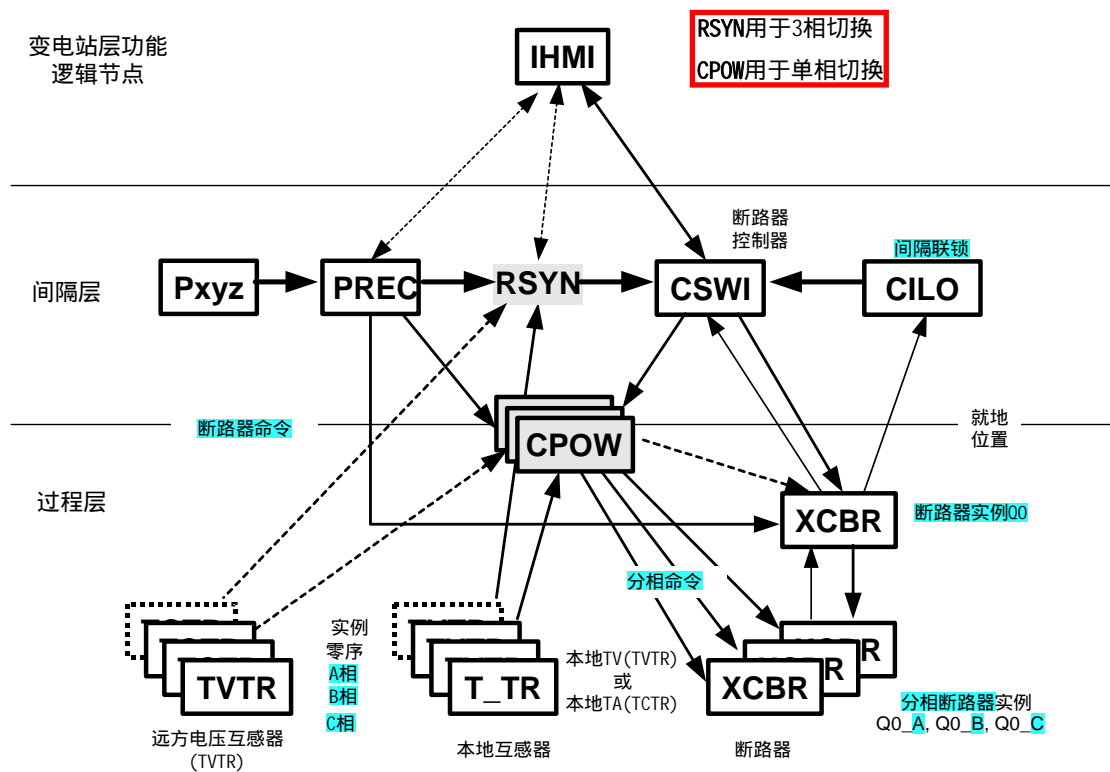 变电站层功能
逻辑节点
IHMI
RSYN用于3相切换
CPOW用于单相切换
断路器
控制器
间隔联锁
间隔层
Pxyz
PREC
RSYN
CSWI
CILO
断路器命令
CPOW
就地
位置
过程层
XCBR
断路器实例Q0
分相命令
实例
零序
A相
B相
C相
TVTR
T_TR
本地TV(TVTR)
或
本地TA(TCTR)
XCBR
分相断路器实例
Q0_A, Q0_B, Q0_C
远方电压互感器
(TVTR)
本地互感器
断路器